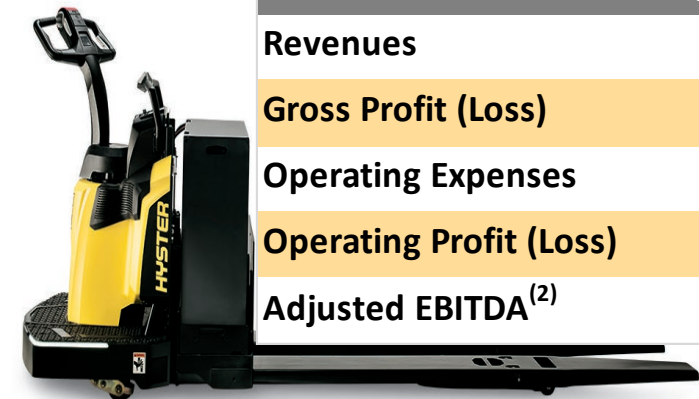 Revenues
Gross Profit (Loss)
Operating Expenses
Operating Profit (Loss)
Adjusted EBITDA(2)
HYSTER